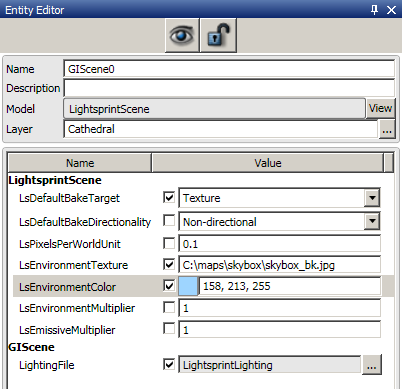 Entity Editor
Name GIScene0
Description
Model LightsprintScene View
Layer Cathedral ...
Name Value
LightsprintScene
LsDefaultBakeTarget Texture
LsDefaultBakeDirectionality Non-directional
LsPixelsPerWorldUnit 0.1
LsEnvironmentTexture C:\maps\skybox\skybox_bk.jpg
LsEnvironmentColor 158, 213, 255
LsEnvironmentMultiplier 1
LsEmissiveMultiplier 1
GIScene
LightingFile LightsprintLighting ...